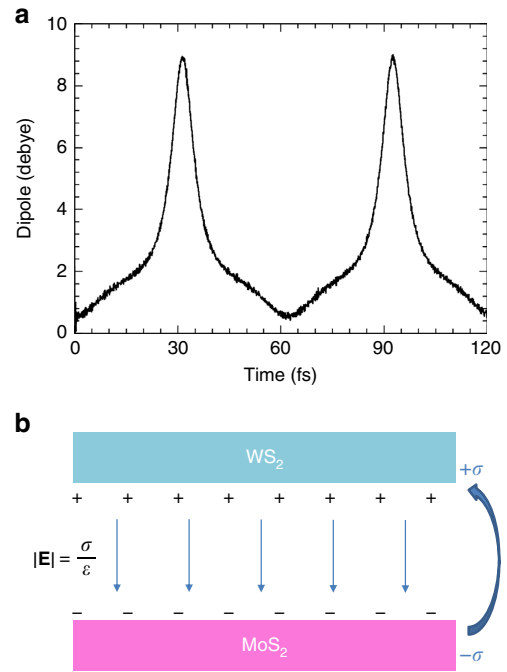 a
10
8
6
4
2
0
Dipole (debye)
0 30 60 90 120
Time (fs)
b
WS₂
+σ
+ + + + + + + +
|E| = σ/ε
− − − − − − − −
MoS₂
−σ